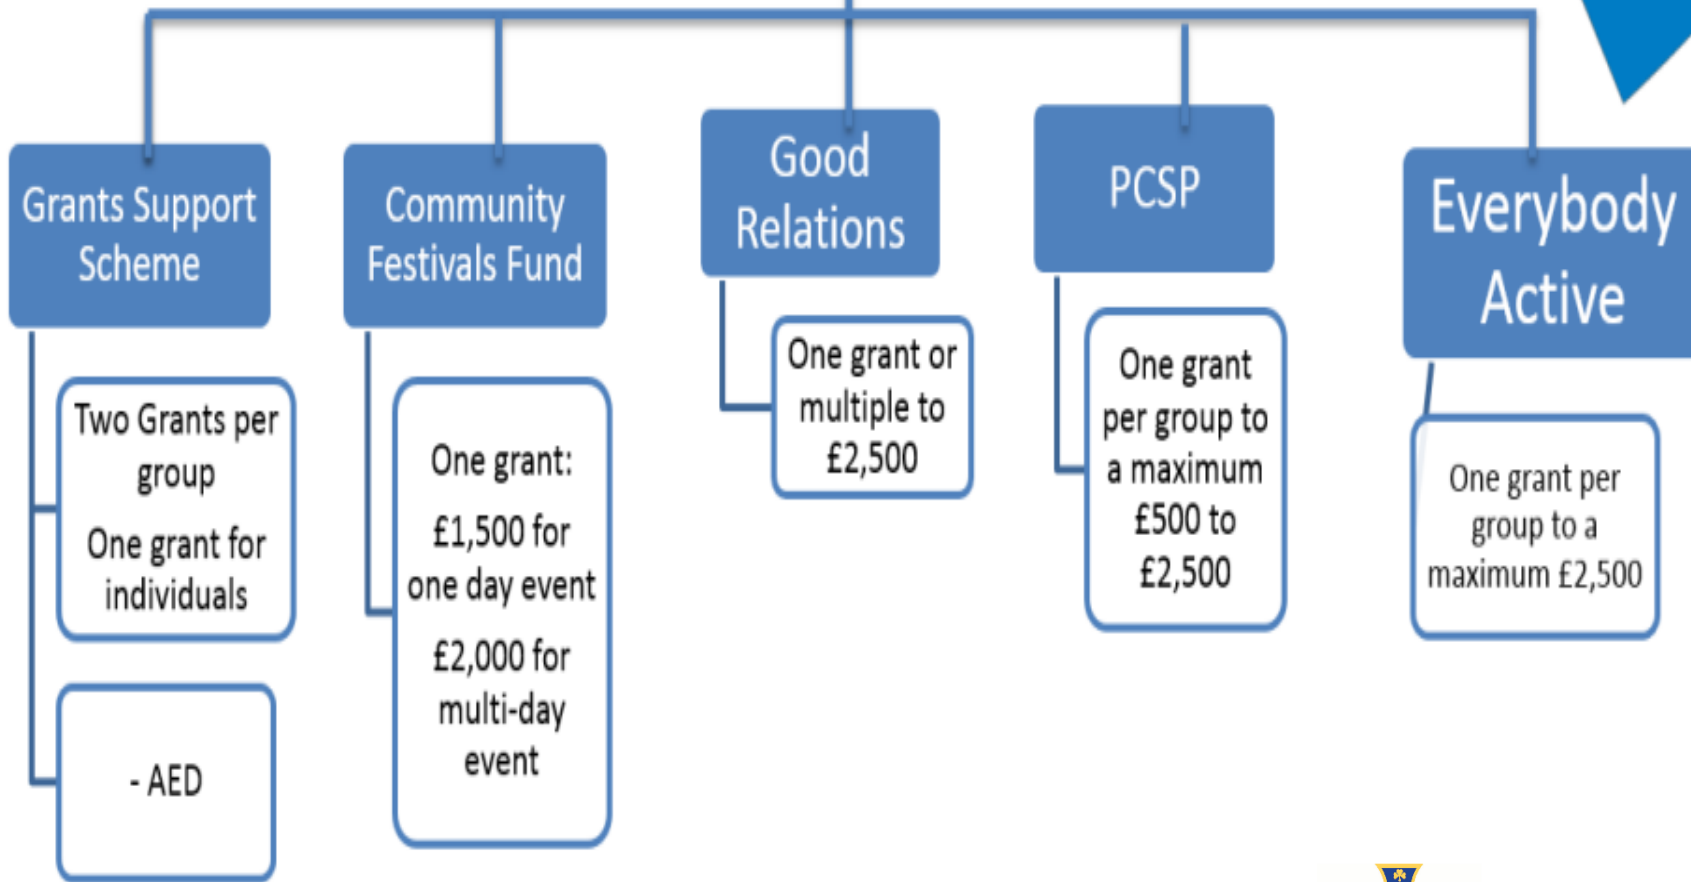 Grants Support
Scheme
Two Grants per
group
One grant for
individuals
- AED
Community
Festivals Fund
One grant:
£1,500 for
one day event
£2,000 for
multi-day
event
Good
Relations
One grant or
multiple to
£2,500
PCSP
One grant
per group to
a maximum
£500 to
£2,500
Everybody
Active
One grant per
group to a
maximum £2,500